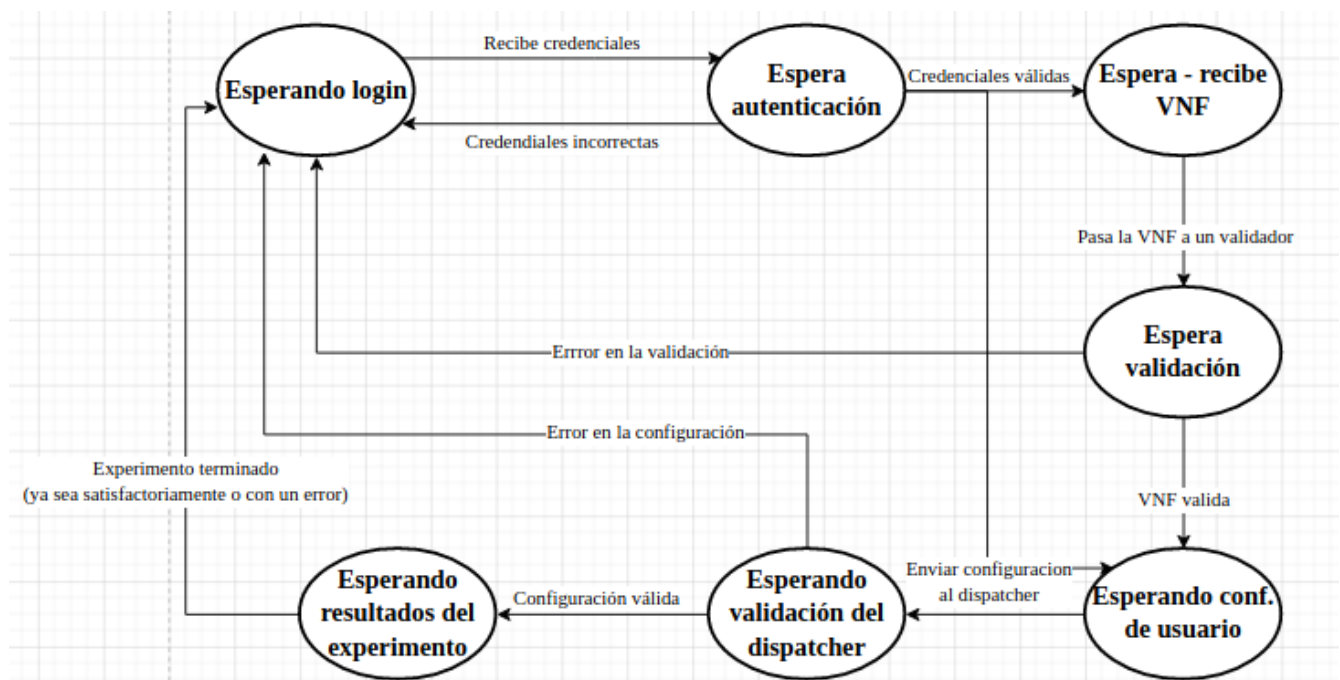 Recibe credenciales
Esperando login
Espera
autenticación
Credenciales válidas
Espera - recibe
VNF
Credendiales incorrectas
Pasa la VNF a un validador
Espera
validación
Errror en la validación
Error en la configuración
Experimento terminado
(ya sea satisfactoriamente o con un error)
VNF valida
Esperando
resultados del
experimento
Configuración válida
Esperando
validación del
dispatcher
Enviar configuracion
al dispatcher
Esperando conf.
de usuario